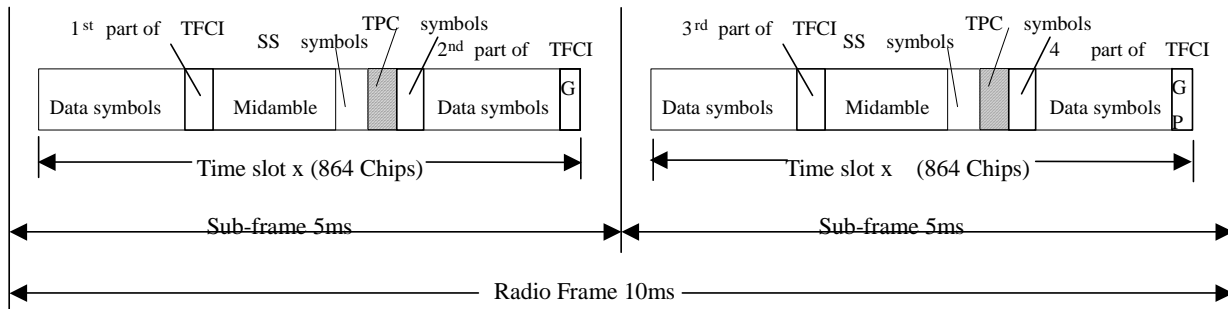 1st part of TFCI
SS symbols
TPC symbols
2nd part of TFCI
Data symbols
Midamble
Data symbols
G
Time slot x (864 Chips)
Sub-frame 5ms
3rd part of TFCI
SS symbols
TPC symbols
4 part of TFCI
Data symbols
Midamble
Data symbols
G
P
Time slot x (864 Chips)
Sub-frame 5ms
Radio Frame 10ms